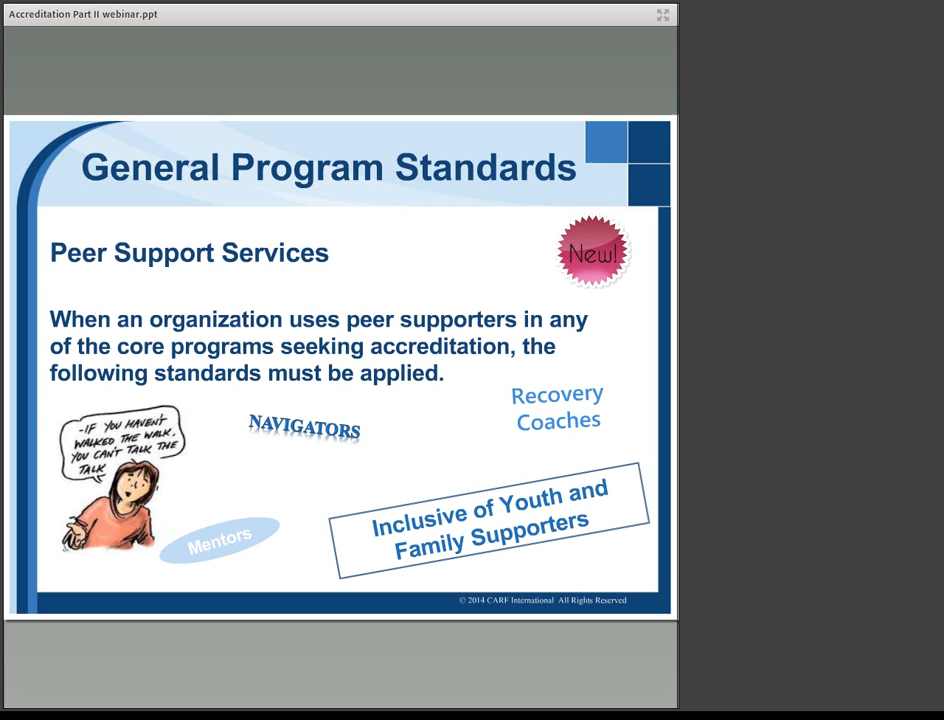 Accreditation Part II webinar.ppt
General Program Standards
Peer Support Services
New!
When an organization uses peer supporters in any
of the core programs seeking accreditation, the
following standards must be applied.
Recovery
Coaches
-IF YOU HAVEN'T
WALKED THE WALK,
YOU CAN'T TALK THE
TALK
NAVIGATORS
Inclusive of Youth and
Family Supporters
Mentors
© 2014 CARF International All Rights Reserved